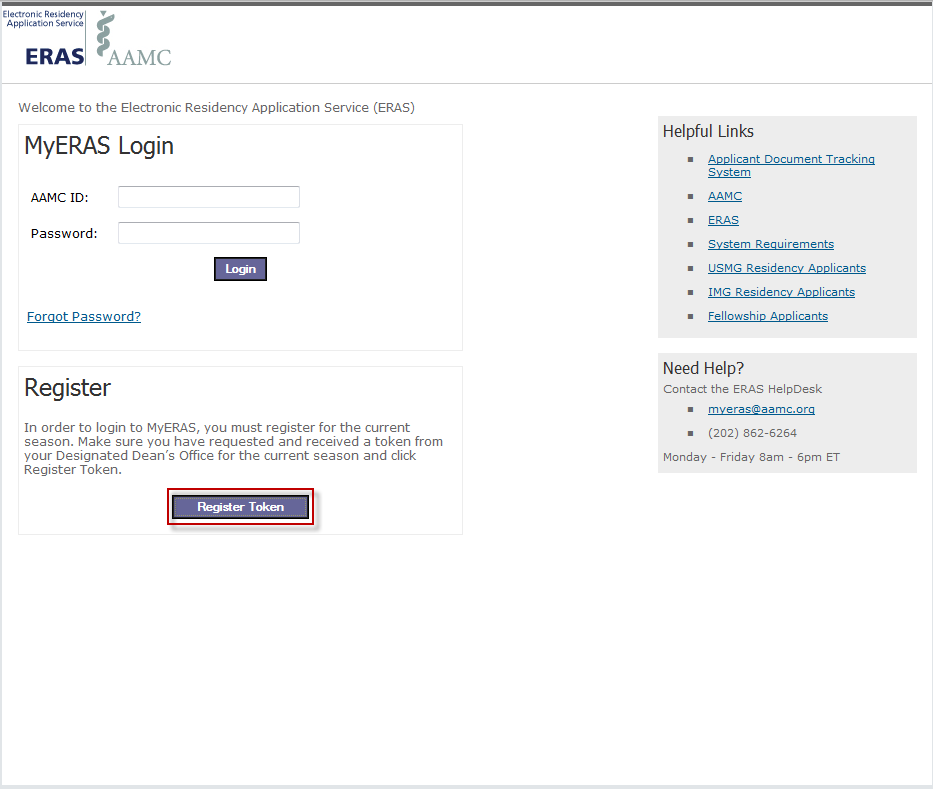 Electronic Residency
Application Service
ERAS
AAMC
Welcome to the Electronic Residency Application Service (ERAS)
MyERAS Login
AAMC ID:
Password:
Login
Forgot Password?
Register
In order to login to MyERAS, you must register for the current
season. Make sure you have requested and received a token from
your Designated Dean's Office for the current season and click
Register Token.
Register Token
Helpful Links
Applicant Document Tracking
System
AAMC
ERAS
System Requirements
USMG Residency Applicants
IMG Residency Applicants
Fellowship Applicants
Need Help?
Contact the ERAS HelpDesk
myeras@aamc.org
(202) 862-6264
Monday - Friday 8am - 6pm ET